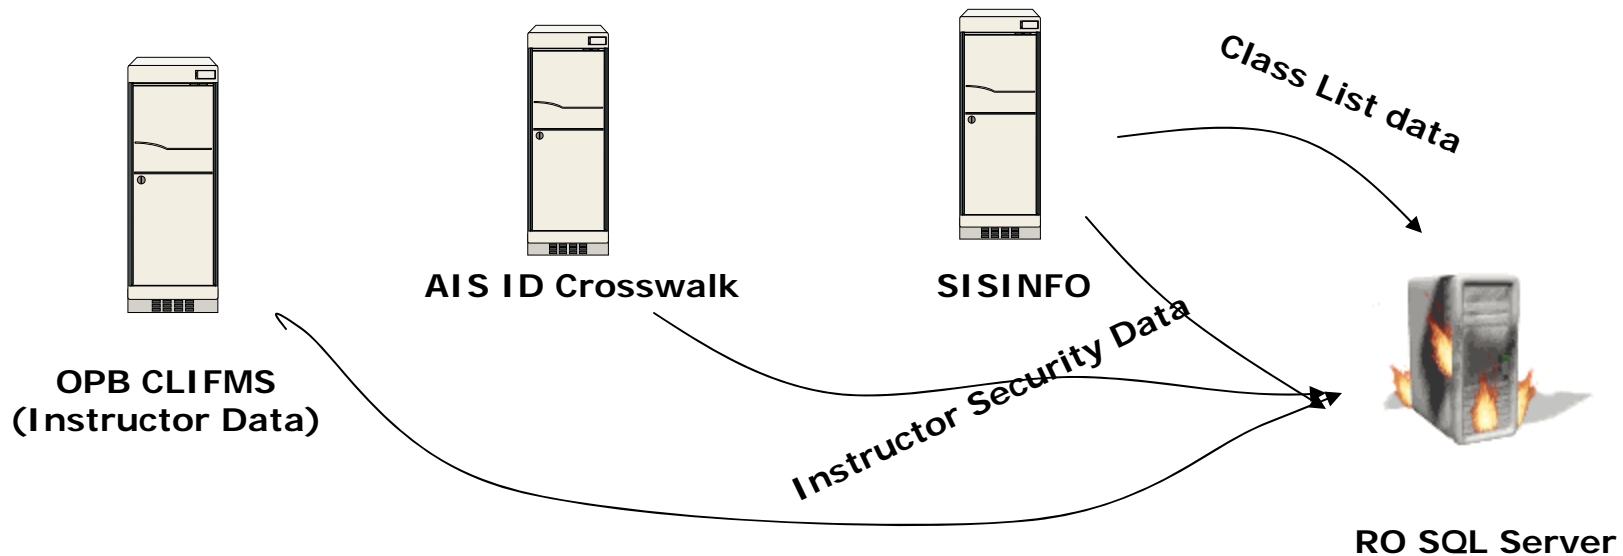 Class List data
AIS ID Crosswalk
SISINFO
Instructor Security Data
OPB CLIFMS
(Instructor Data)
RO SQL Server